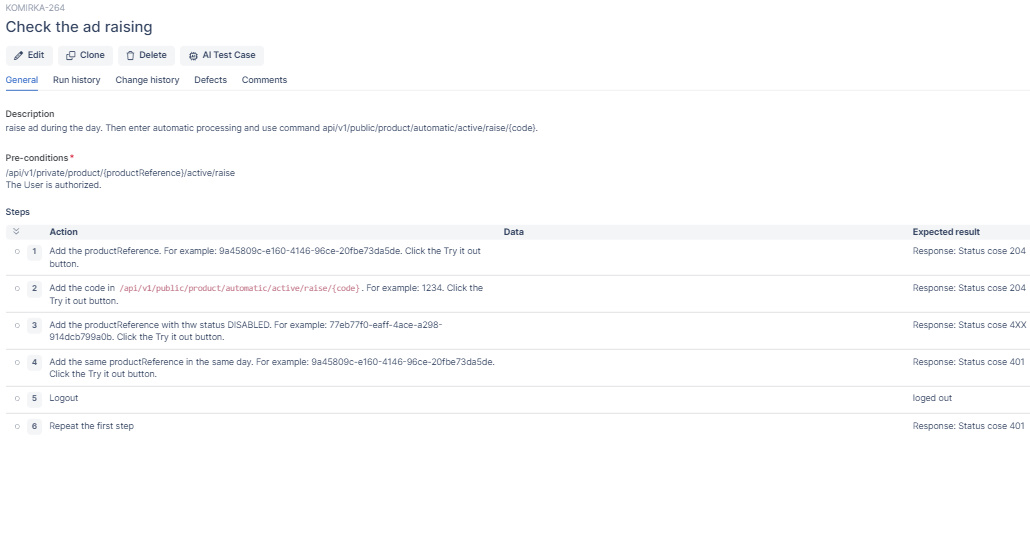 KOMIRKA-264
Check the ad raising
Edit Clone Delete AI Test Case
General Run history Change history Defects Comments
Description
raise ad during the day. Then enter automatic processing and use command api/v1/public/product/automatic/active/raise/{code}.
Pre-conditions*
/api/v1/private/product/{productReference}/active/raise
The User is authorized.
Steps
Action Data Expected result
1 Add the productReference. For example: 9a45809c-e160-4146-96ce-20fbe73da5de. Click the Try it out Response: Status cose 204
button.
2 Add the code in /api/v1/public/product/automatic/active/raise/{code}. For example: 1234. Click the Response: Status cose 204
Try it out button.
3 Add the productReference with thw status DISABLED. For example: 77eb77f0-eaff-4ace-a298- Response: Status cose 4XX
914dcb799a0b. Click the Try it out button.
4 Add the same productReference in the same day. For example: 9a45809c-e160-4146-96ce-20fbe73da5de. Response: Status cose 401
Click the Try it out button.
5 Logout loged out
6 Repeat the first step Response: Status cose 401